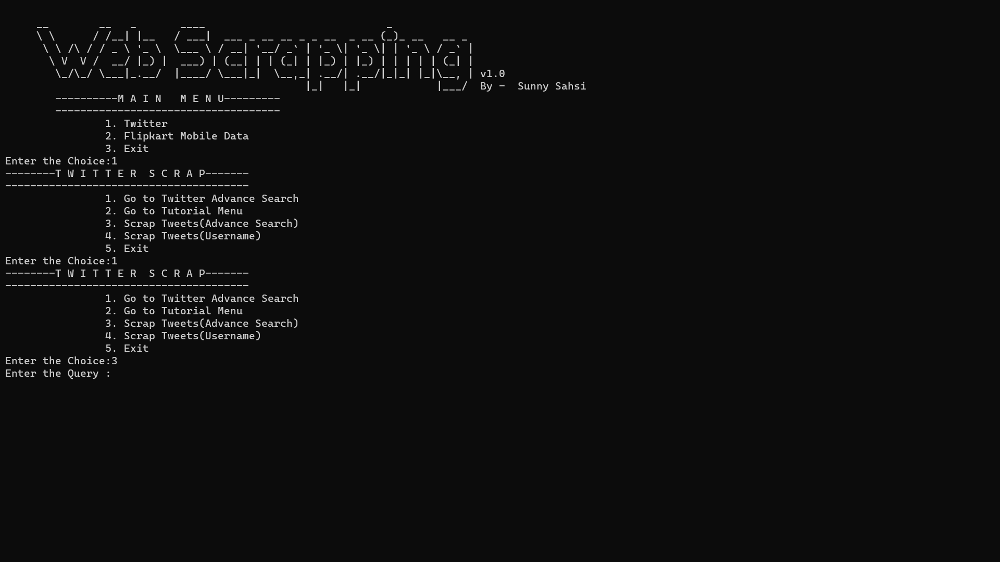 Web Scrapping
v1.0
By -  Sunny Sahsi
----------M A I N   M E N U---------
------------------------------------
1. Twitter
2. Flipkart Mobile Data
3. Exit
Enter the Choice:1
--------T W I T T E R  S C R A P-------
---------------------------------------
1. Go to Twitter Advance Search
2. Go to Tutorial Menu
3. Scrap Tweets(Advance Search)
4. Scrap Tweets(Username)
5. Exit
Enter the Choice:1
--------T W I T T E R  S C R A P-------
---------------------------------------
1. Go to Twitter Advance Search
2. Go to Tutorial Menu
3. Scrap Tweets(Advance Search)
4. Scrap Tweets(Username)
5. Exit
Enter the Choice:3
Enter the Query :